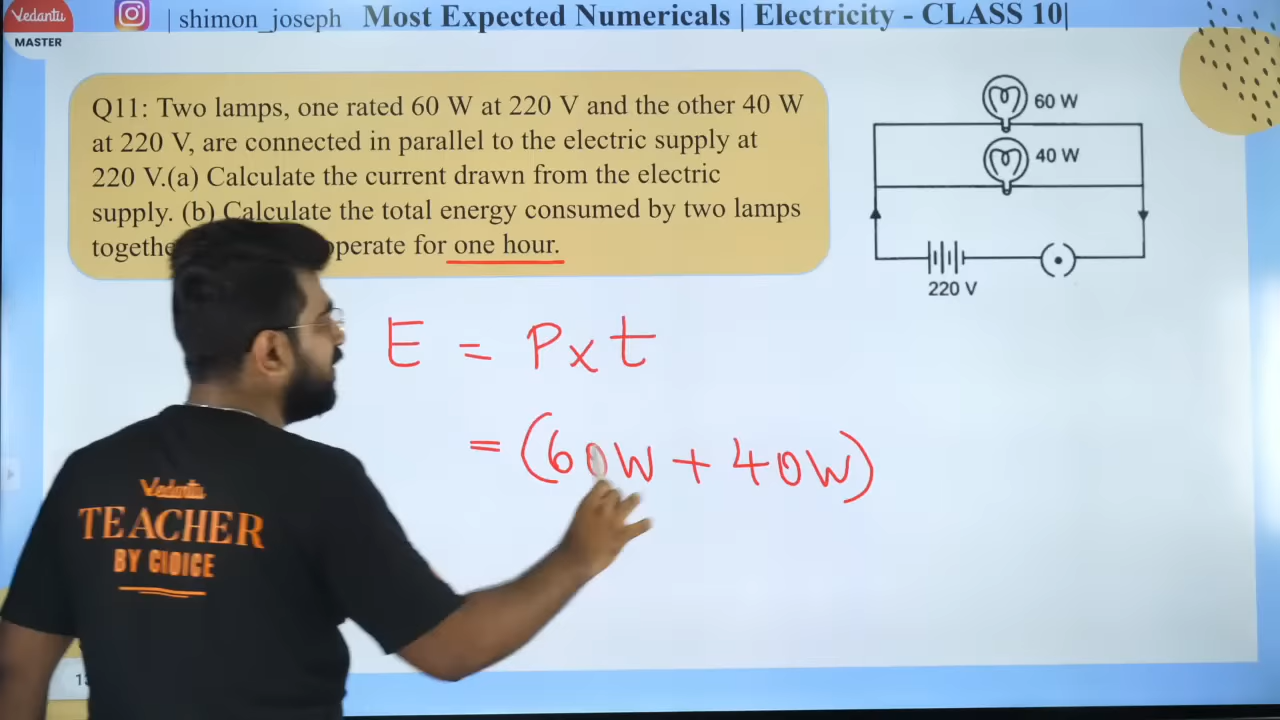 Vedantu
MASTER
| shimon_joseph
Most Expected Numericals | Electricity - CLASS 10|
Q11: Two lamps, one rated 60 W at 220 V and the other 40 W
at 220 V, are connected in parallel to the electric supply at
220 V.(a) Calculate the current drawn from the electric
supply. (b) Calculate the total energy consumed by two lamps
operate for one hour.
60 W
40 W
220 V
E = P x t
= (60W + 40W)
Vedantu
TEACHER
BY CHOICE